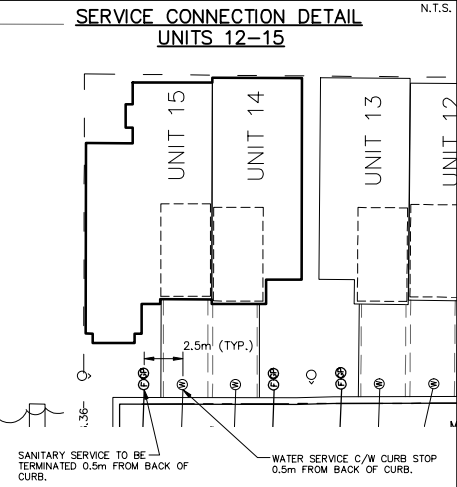 SERVICE CONNECTION DETAIL
N.T.S.
UNITS 12-15
UNIT 15
UNIT 14
UNIT 13
UNIT 12
2.5m (TYP.)
F
W
W
F
F
W
W
.36-
SANITARY SERVICE TO BE
TERMINATED 0.5m FROM BACK OF
CURB.
WATER SERVICE C/W CURB STOP
0.5m FROM BACK OF CURB.